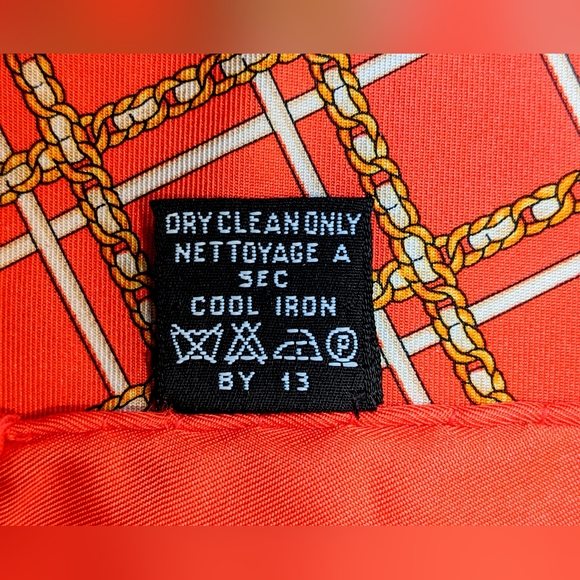 DRY CLEAN ONLY
NETTOYAGE A
SEC
COOL IRON
P
BY 13